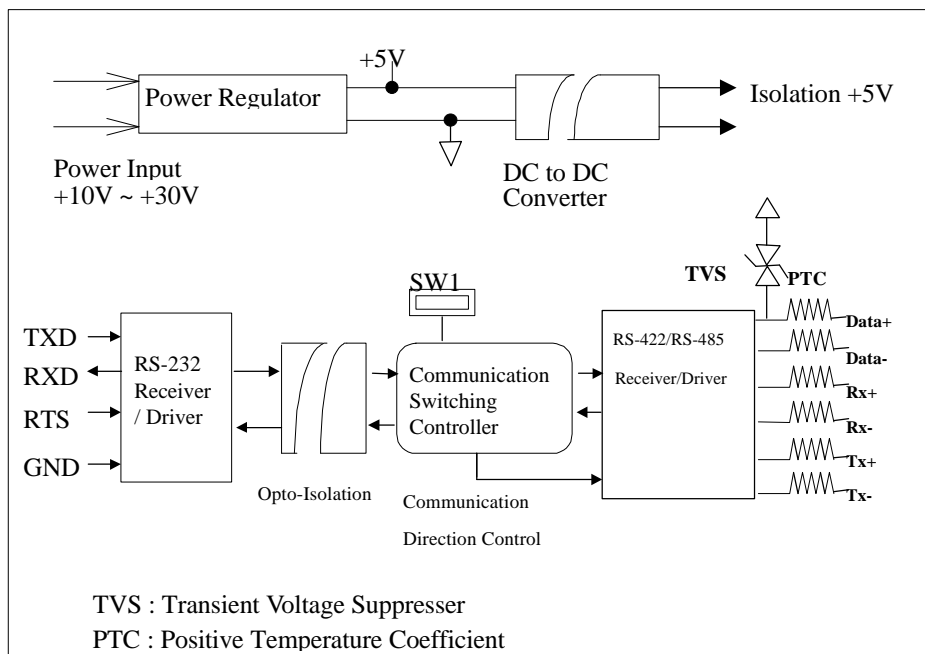 +5V
Power Regulator
Isolation +5V
Power Input
+10V ~ +30V
DC to DC
Converter
TVS
PTC
SW1
TXD
RXD
RTS
GND
RS-232
Receiver
/ Driver
Opto-Isolation
Communication
Switching
Controller
Communication
Direction Control
RS-422/RS-485
Receiver/Driver
Data+
Data-
Rx+
Rx-
Tx+
Tx-
TVS : Transient Voltage Suppresser
PTC : Positive Temperature Coefficient